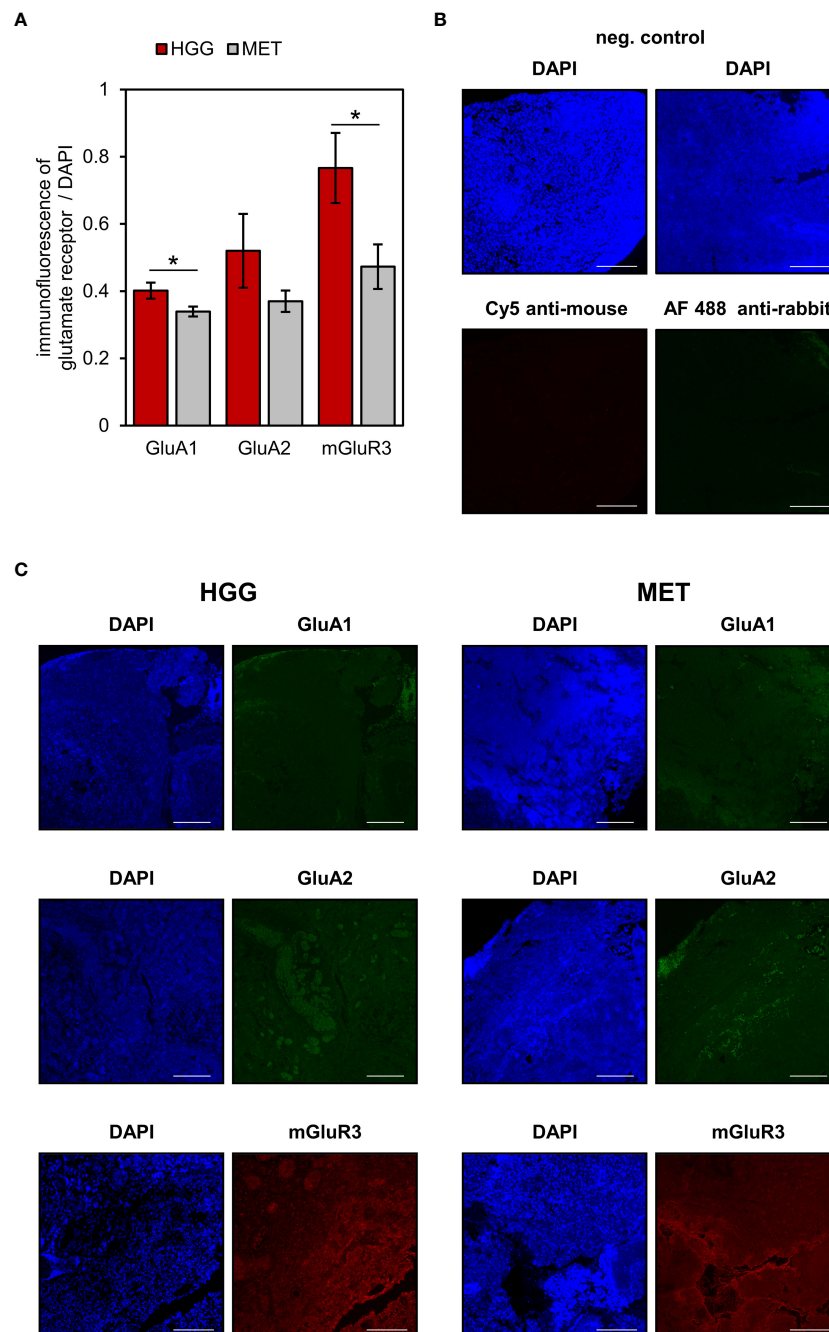 A
HGG MET
1
0.8
0.6
0.4
0.2
0
immunofluorescence of
glutamate receptor / DAPI
*
*
GluA1 GluA2 mGluR3
B
neg. control
DAPI DAPI
Cy5 anti-mouse AF 488 anti-rabbit
C
HGG MET
DAPI GluA1 DAPI GluA1
DAPI GluA2 DAPI GluA2
DAPI mGluR3 DAPI mGluR3